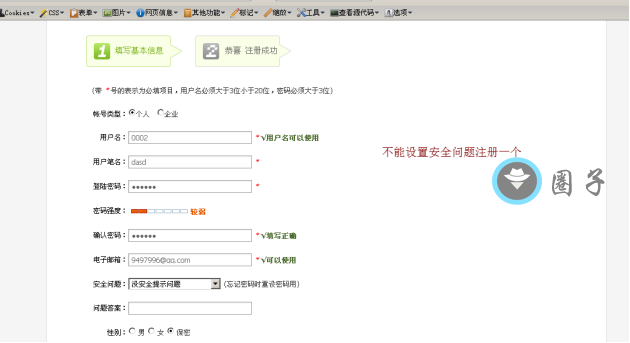 Cookies▾ CSS▾ 表单▾ 图片▾ 网页信息▾ 其他功能▾ 标记▾ 缩放▾ 工具▾ 查看源代码▾ 选项▾
1 填写基本信息 2 恭喜 注册成功
(带 *号的表示为必填项目，用户名必须大于3位小于20位，密码必须大于3位)
帐号类型： 个人 企业
用户名： 0002 *√用户名可以使用
不能设置安全问题注册一个
用户笔名： dasd *
圈子
登陆密码： ●●●●●● *
密码强度： 较弱
确认密码： ●●●●●● *√填写正确
电子邮箱： 9497996@qq.com *√可以使用
安全问题： 没安全提示问题 (忘记密码时重设密码用)
问题答案：
性别： 男 女 保密